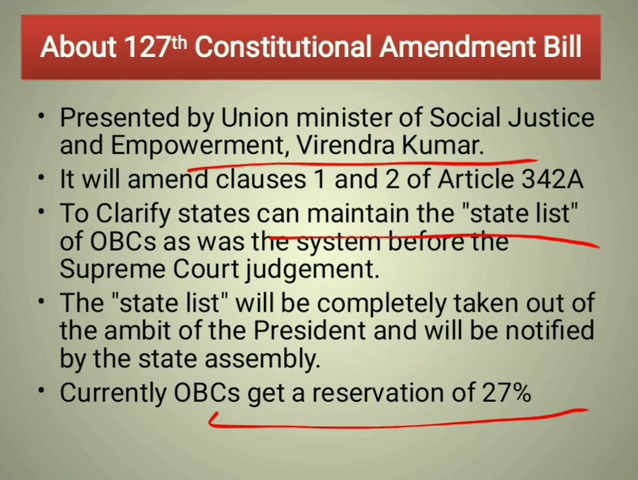 About 127th Constitutional Amendment Bill
• Presented by Union minister of Social Justice
and Empowerment, Virendra Kumar.
• It will amend clauses 1 and 2 of Article 342A
• To Clarify states can maintain the "state list"
of OBCs as was the system before the
Supreme Court judgement.
• The "state list" will be completely taken out of
the ambit of the President and will be notified
by the state assembly.
• Currently OBCs get a reservation of 27%